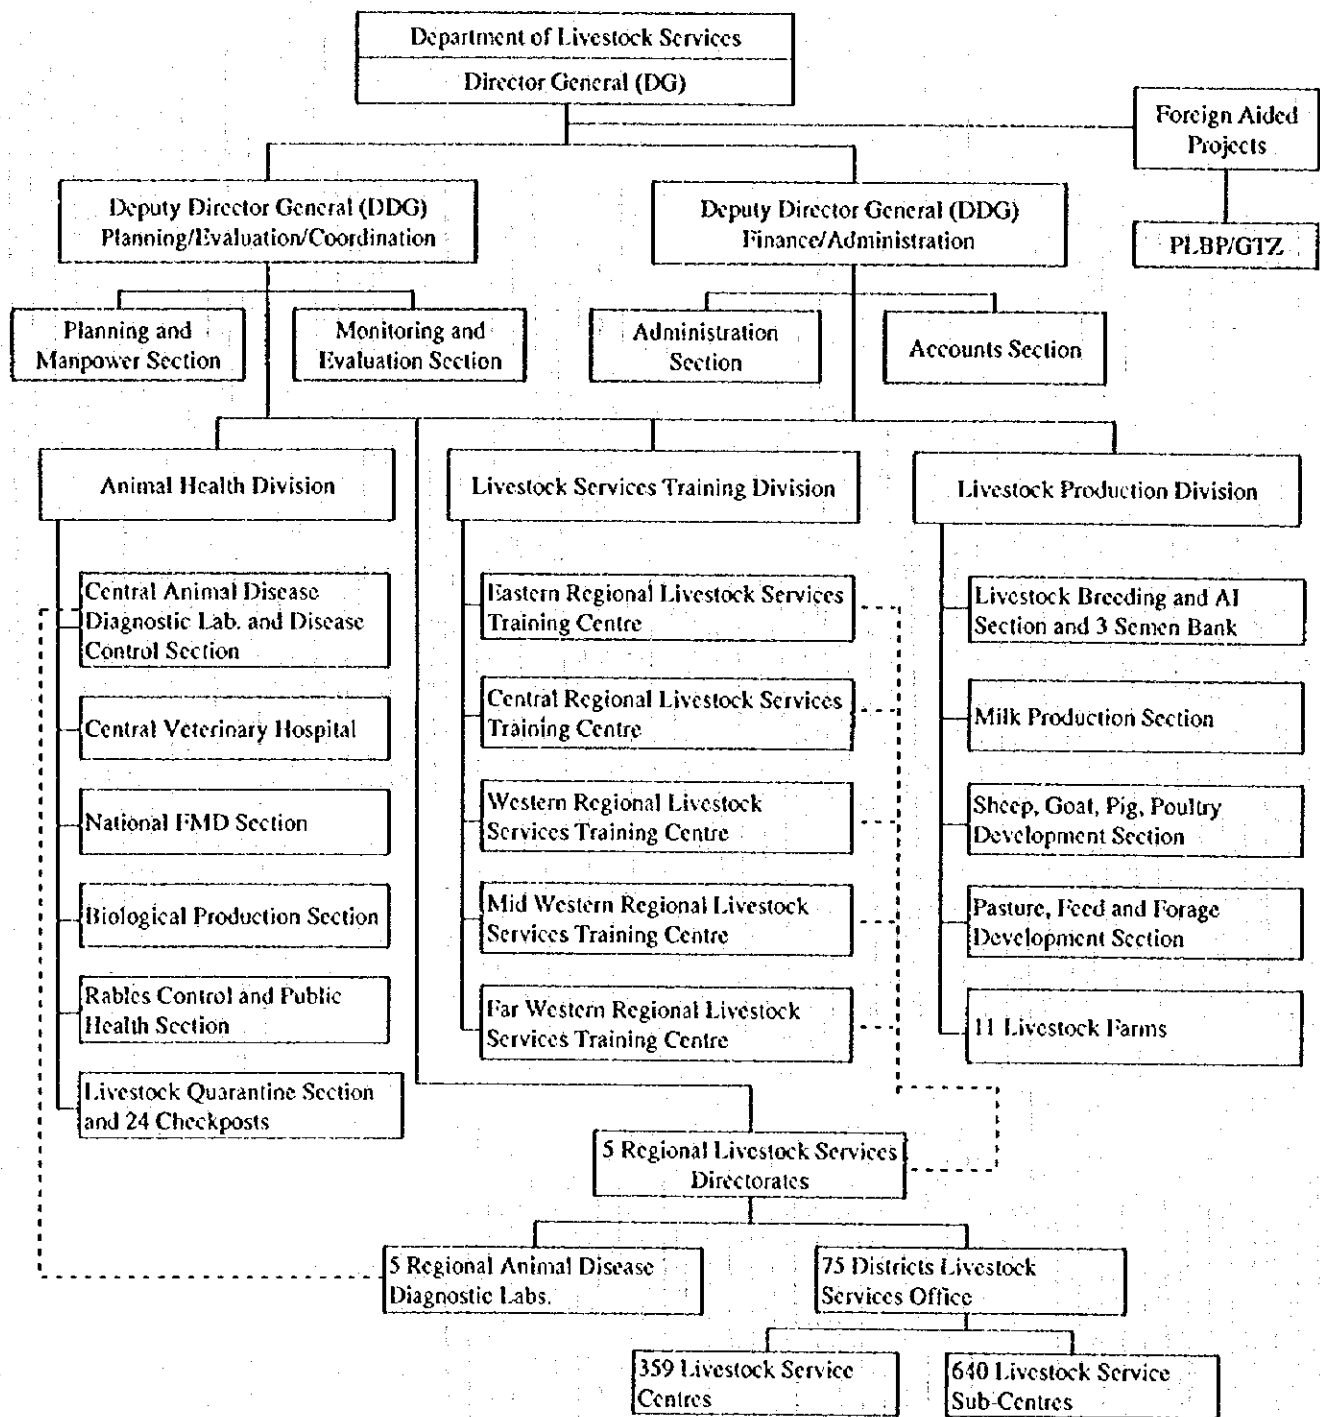 Department of Livestock Services
Director General (DG)
Foreign Aided
Projects
PLBP/GTZ
Deputy Director General (DDG)
Planning/Evaluation/Coordination
Deputy Director General (DDG)
Finance/Administration
Planning and
Manpower Section
Monitoring and
Evaluation Section
Administration
Section
Accounts Section
Animal Health Division
Central Animal Disease
Diagnostic Lab. and Disease
Control Section
Central Veterinary Hospital
National FMD Section
Biological Production Section
Rables Control and Public
Health Section
Livestock Quarantine Section
and 24 Checkposts
Livestock Services Training Division
Eastern Regional Livestock Services
Training Centre
Central Regional Livestock Services
Training Centre
Western Regional Livestock
Services Training Centre
Mid Western Regional Livestock
Services Training Centre
Far Western Regional Livestock
Services Training Centre
Livestock Production Division
Livestock Breeding and AI
Section and 3 Semen Bank
Milk Production Section
Sheep, Goat, Pig, Poultry
Development Section
Pasture, Feed and Forage
Development Section
11 Livestock Farms
5 Regional Livestock Services
Directorates
5 Regional Animal Disease
Diagnostic Labs.
75 Districts Livestock
Services Office
359 Livestock Service
Centres
640 Livestock Service
Sub-Centres